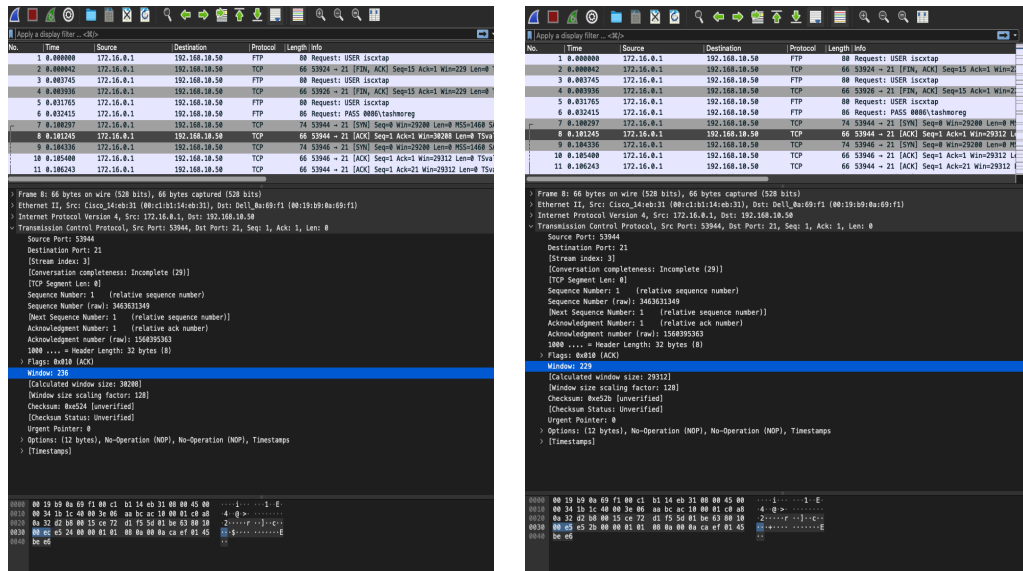 Apply a display filter ... <⌘/>
No. Time Source Destination Protocol Length Info
1 0.000000 172.16.0.1 192.168.10.50 FTP 80 Request: USER iscxtap
2 0.000042 172.16.0.1 192.168.10.50 TCP 66 53924 → 21 [FIN, ACK] Seq=15 Ack=1 Win=229 Len=0
3 0.003745 172.16.0.1 192.168.10.50 FTP 80 Request: USER iscxtap
4 0.003936 172.16.0.1 192.168.10.50 TCP 66 53926 → 21 [FIN, ACK] Seq=15 Ack=1 Win=229 Len=0
5 0.031765 172.16.0.1 192.168.10.50 FTP 80 Request: USER iscxtap
6 0.032415 172.16.0.1 192.168.10.50 FTP 86 Request: PASS 0086\tashmoreg
7 0.100297 172.16.0.1 192.168.10.50 TCP 74 53944 → 21 [SYN] Seq=0 Win=29200 Len=0 MSS=1460 SA
8 0.101245 172.16.0.1 192.168.10.50 TCP 66 53944 → 21 [ACK] Seq=1 Ack=1 Win=30208 Len=0 TSva
9 0.104336 172.16.0.1 192.168.10.50 TCP 74 53946 → 21 [SYN] Seq=0 Win=29200 Len=0 MSS=1460 SA
10 0.105400 172.16.0.1 192.168.10.50 TCP 66 53946 → 21 [ACK] Seq=1 Ack=1 Win=29312 Len=0 TSva
11 0.106243 172.16.0.1 192.168.10.50 TCP 66 53944 → 21 [ACK] Seq=1 Ack=21 Win=29312 Len=0 TSv
Frame 8: 66 bytes on wire (528 bits), 66 bytes captured (528 bits)
Ethernet II, Src: Cisco_14:eb:31 (00:c1:b1:14:eb:31), Dst: Dell_0a:69:f1 (00:19:b9:0a:69:f1)
Internet Protocol Version 4, Src: 172.16.0.1, Dst: 192.168.10.50
Transmission Control Protocol, Src Port: 53944, Dst Port: 21, Seq: 1, Ack: 1, Len: 0
Source Port: 53944
Destination Port: 21
[Stream index: 3]
[Conversation completeness: Incomplete (29)]
[TCP Segment Len: 0]
Sequence Number: 1 (relative sequence number)
Sequence Number (raw): 3463631349
[Next Sequence Number: 1 (relative sequence number)]
Acknowledgment Number: 1 (relative ack number)
Acknowledgment number (raw): 1560395363
1000 .... = Header Length: 32 bytes (8)
Flags: 0x010 (ACK)
Window: 236
[Calculated window size: 30208]
[Window size scaling factor: 128]
Checksum: 0xe524 [unverified]
[Checksum Status: Unverified]
Urgent Pointer: 0
Options: (12 bytes), No-Operation (NOP), No-Operation (NOP), Timestamps
[Timestamps]
0000 00 19 b9 0a 69 f1 00 c1 b1 14 eb 31 08 00 45 00 ····i··· ···1··E·
0010 00 34 1b 1c 40 00 3e 06 aa bc ac 10 00 01 c0 a8 ·4··@·>· ········
0020 0a 32 d2 b8 00 15 ce 72 d1 f5 5d 01 be 63 80 10 ·2·····r ··]··c··
0030 00 ec e5 24 00 00 01 01 08 0a 00 0a ca ef 01 45 ···$···· ·······E
0040 be e6 ··
Apply a display filter ... <⌘/>
No. Time Source Destination Protocol Length Info
1 0.000000 172.16.0.1 192.168.10.50 FTP 80 Request: USER iscxtap
2 0.000042 172.16.0.1 192.168.10.50 TCP 66 53924 → 21 [FIN, ACK] Seq=15 Ack=1 Win=2
3 0.003745 172.16.0.1 192.168.10.50 FTP 80 Request: USER iscxtap
4 0.003936 172.16.0.1 192.168.10.50 TCP 66 53926 → 21 [FIN, ACK] Seq=15 Ack=1 Win=2
5 0.031765 172.16.0.1 192.168.10.50 FTP 80 Request: USER iscxtap
6 0.032415 172.16.0.1 192.168.10.50 FTP 86 Request: PASS 0086\tashmoreg
7 0.100297 172.16.0.1 192.168.10.50 TCP 74 53944 → 21 [SYN] Seq=0 Win=29200 Len=0 M
8 0.101245 172.16.0.1 192.168.10.50 TCP 66 53944 → 21 [ACK] Seq=1 Ack=1 Win=29312 L
9 0.104336 172.16.0.1 192.168.10.50 TCP 74 53946 → 21 [SYN] Seq=0 Win=29200 Len=0 M
10 0.105400 172.16.0.1 192.168.10.50 TCP 66 53946 → 21 [ACK] Seq=1 Ack=1 Win=29312 L
11 0.106243 172.16.0.1 192.168.10.50 TCP 66 53944 → 21 [ACK] Seq=1 Ack=21 Win=29312
Frame 8: 66 bytes on wire (528 bits), 66 bytes captured (528 bits)
Ethernet II, Src: Cisco_14:eb:31 (00:c1:b1:14:eb:31), Dst: Dell_0a:69:f1 (00:19:b9:0a:69:f1)
Internet Protocol Version 4, Src: 172.16.0.1, Dst: 192.168.10.50
Transmission Control Protocol, Src Port: 53944, Dst Port: 21, Seq: 1, Ack: 1, Len: 0
Source Port: 53944
Destination Port: 21
[Stream index: 3]
[Conversation completeness: Incomplete (29)]
[TCP Segment Len: 0]
Sequence Number: 1 (relative sequence number)
Sequence Number (raw): 3463631349
[Next Sequence Number: 1 (relative sequence number)]
Acknowledgment Number: 1 (relative ack number)
Acknowledgment number (raw): 1560395363
1000 .... = Header Length: 32 bytes (8)
Flags: 0x010 (ACK)
Window: 229
[Calculated window size: 29312]
[Window size scaling factor: 128]
Checksum: 0xe52b [unverified]
[Checksum Status: Unverified]
Urgent Pointer: 0
Options: (12 bytes), No-Operation (NOP), No-Operation (NOP), Timestamps
[Timestamps]
0000 00 19 b9 0a 69 f1 00 c1 b1 14 eb 31 08 00 45 00 ····i··· ···1··E·
0010 00 34 1b 1c 40 00 3e 06 aa bc ac 10 00 01 c0 a8 ·4··@·>· ········
0020 0a 32 d2 b8 00 15 ce 72 d1 f5 5d 01 be 63 80 10 ·2·····r ··]··c··
0030 00 e5 e5 2b 00 00 01 01 08 0a 00 0a ca ef 01 45 ···+···· ·······E
0040 be e6 ··